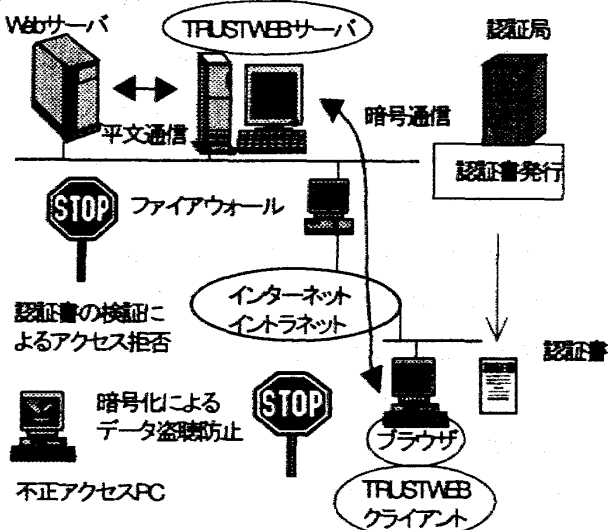 Webサーバ
TRUSTWEBサーバ
認証局
平文通信
暗号通信
認証書発行
STOP
ファイアウォール
インターネット
イントラネット
認証書の検証に
よるアクセス拒否
認証書
暗号化による
データ盗聴防止
STOP
ブラウザ
不正アクセスPC
TRUSTWEB
クライアント